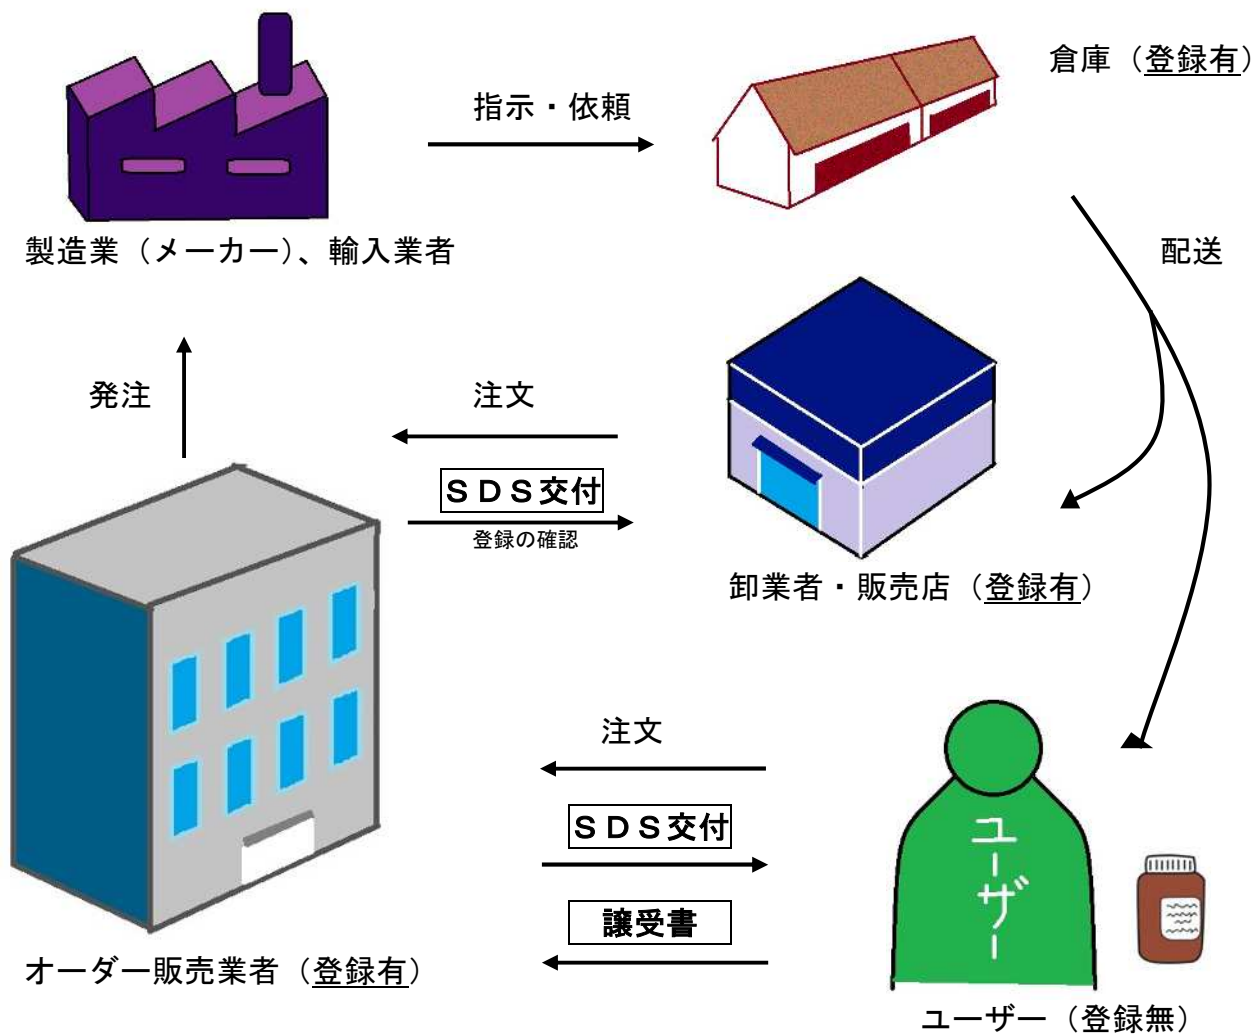 指示・依頼
倉庫（登録有）
製造業（メーカー）、輸入業者
配送
発注
注文
ＳＤＳ交付
登録の確認
卸業者・販売店（登録有）
注文
ＳＤＳ交付
譲受書
ユーザー
オーダー販売業者（登録有）
ユーザー（登録無）